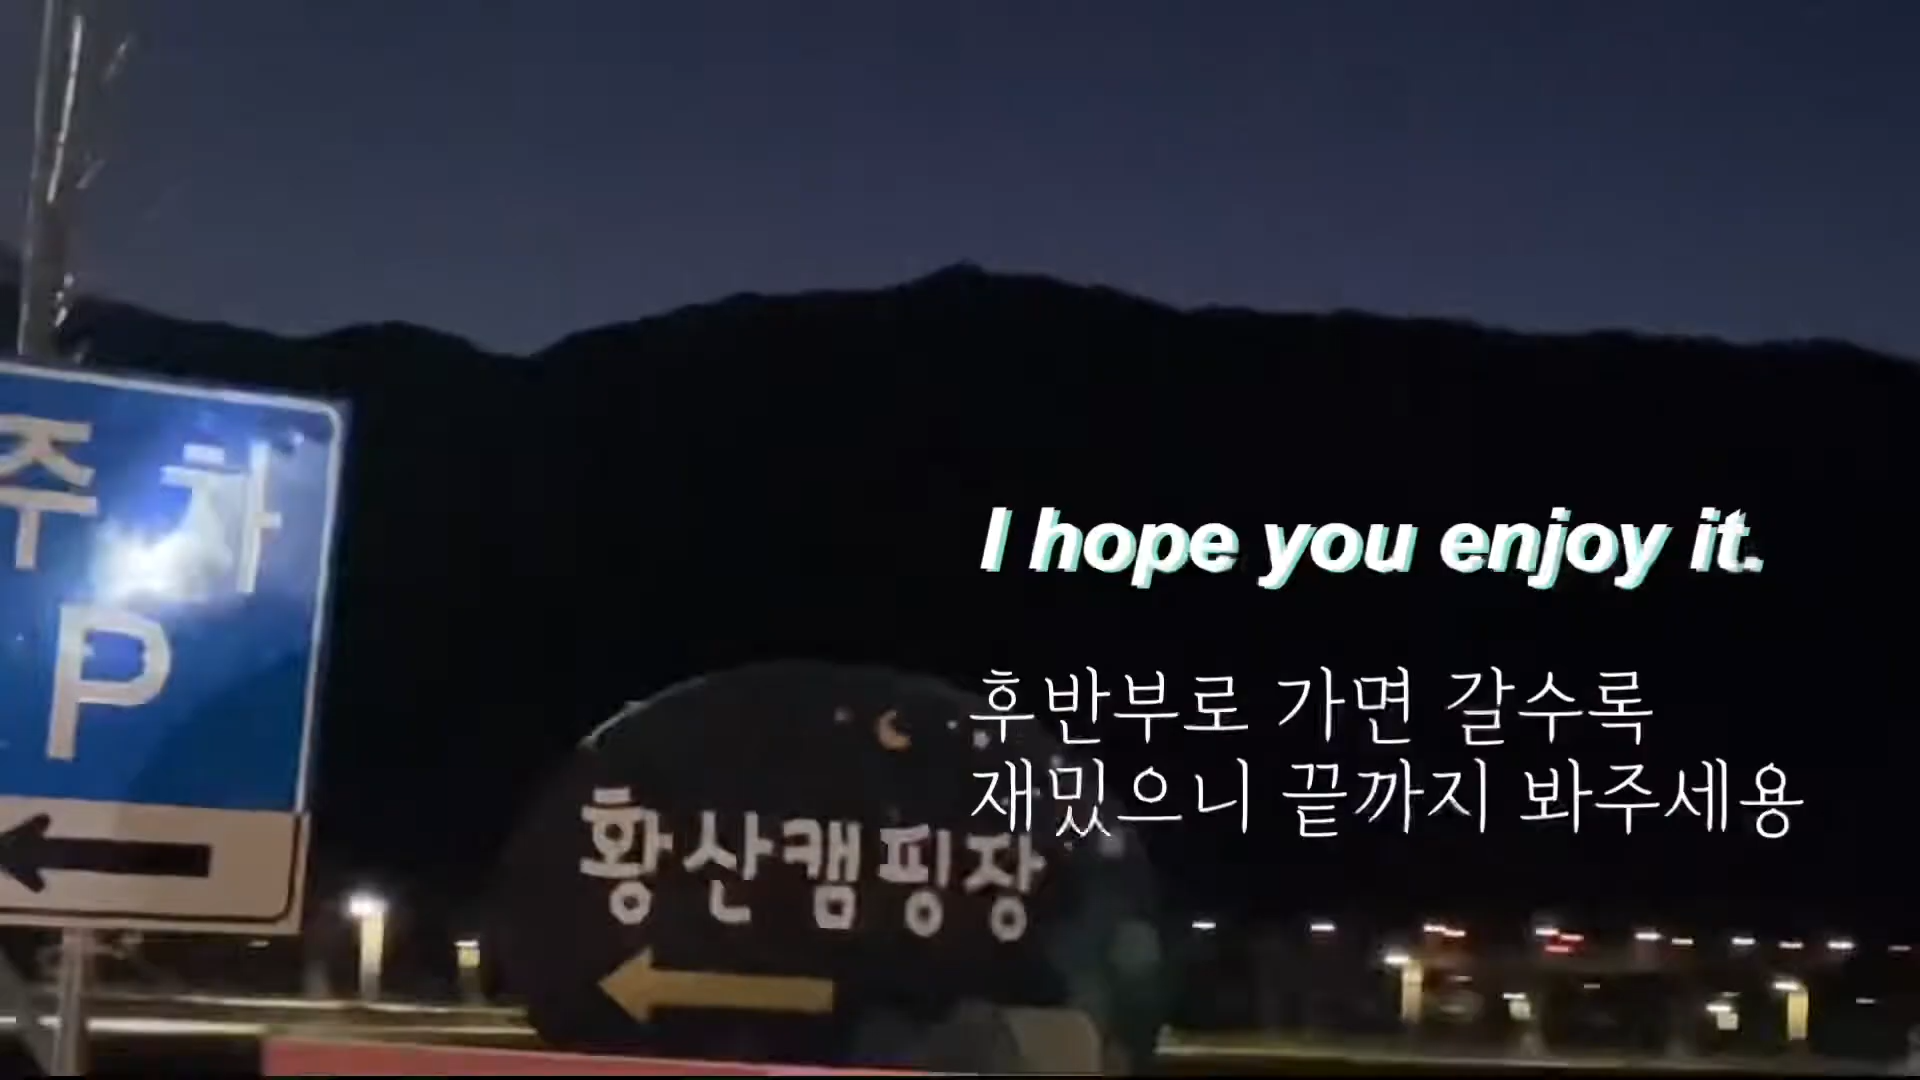 주차
P
I hope you enjoy it.
후반부로 가면 갈수록
재밌으니 끝까지 봐주세용
황산캠핑장